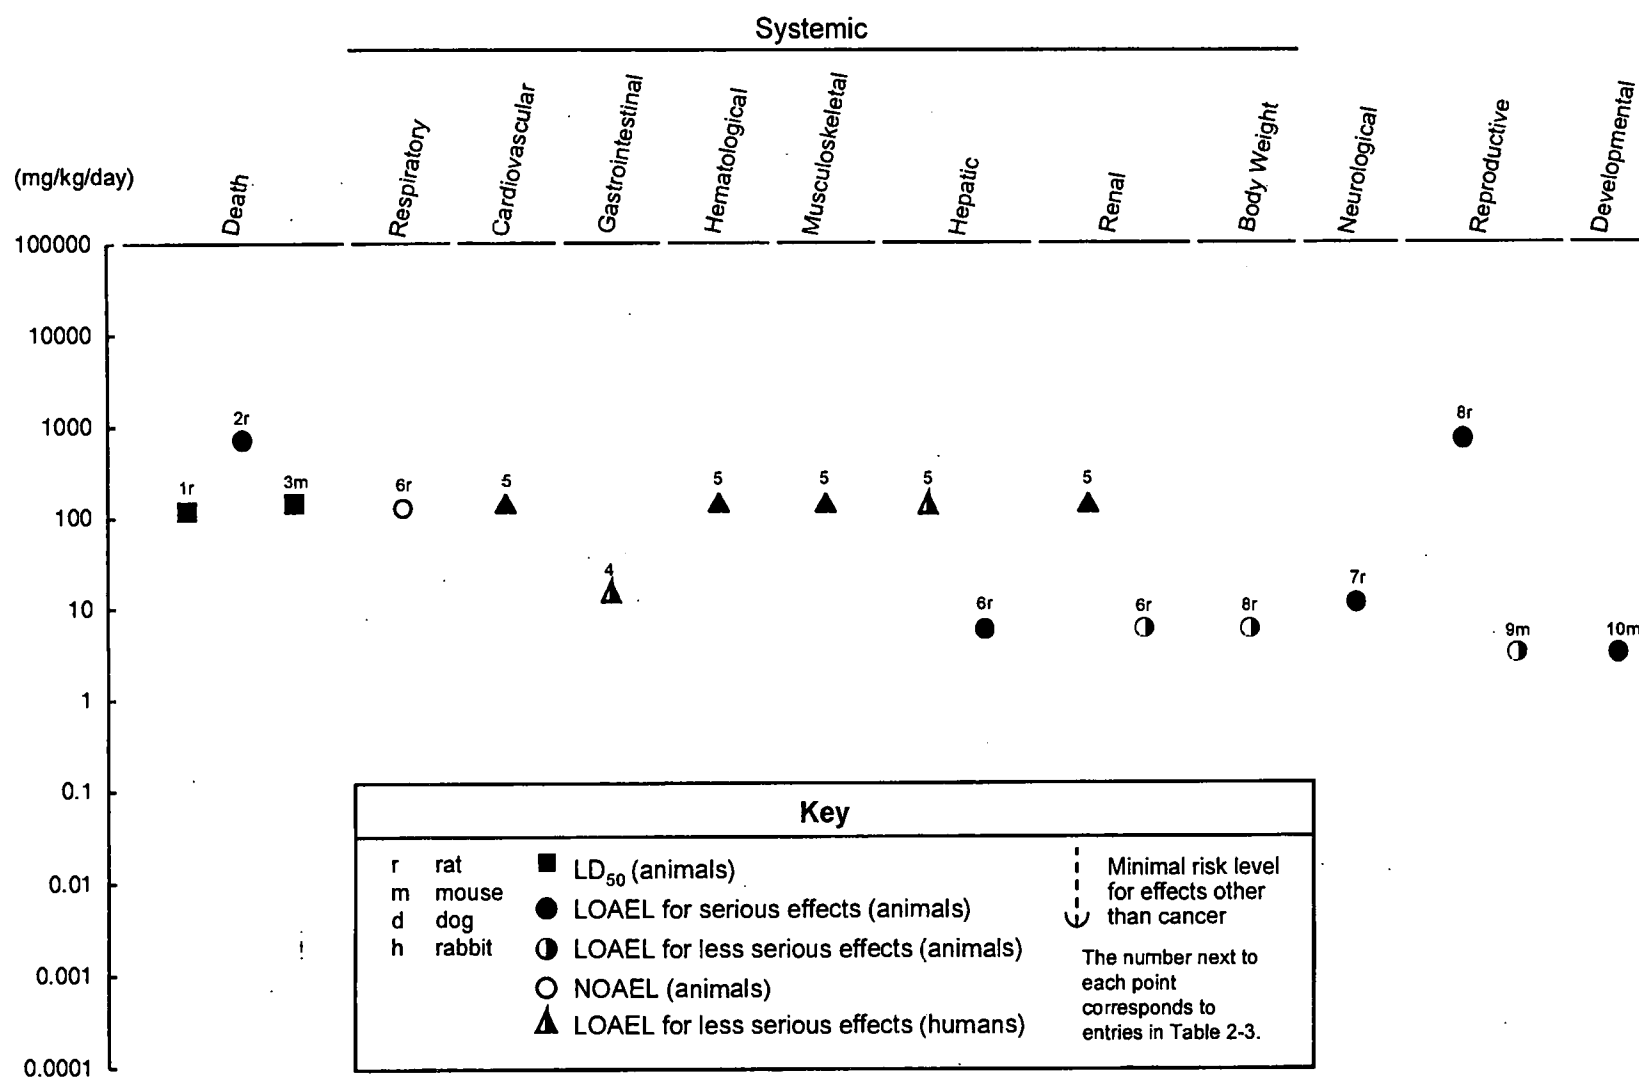 Systemic
(mg/kg/day)
Death
Respiratory
Cardiovascular
Gastrointestinal
Hematological
Musculoskeletal
Hepatic
Renal
Body Weight
Neurological
Reproductive
Developmental
100000
10000
1000
100
10
1
0.1
0.01
0.001
0.0001
2r
8r
1r
3m
6r
5
5
5
5
5
4
6r
6r
8r
7r
9m
10m
Key
r rat
m mouse
d dog
h rabbit
LD50 (animals)
LOAEL for serious effects (animals)
LOAEL for less serious effects (animals)
NOAEL (animals)
LOAEL for less serious effects (humans)
Minimal risk level
for effects other
than cancer
The number next to
each point
corresponds to
entries in Table 2-3.